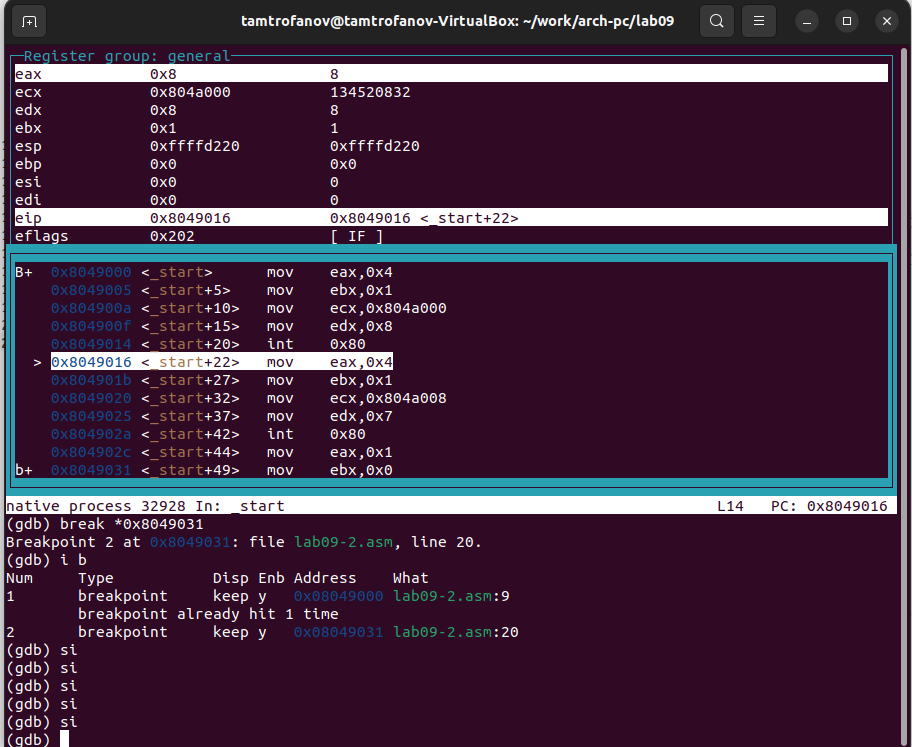 tamtrofanov@tamtrofanov-VirtualBox: ~/work/arch-pc/lab09
Register group: general
eax 0x8 8
ecx 0x804a000 134520832
edx 0x8 8
ebx 0x1 1
esp 0xffffd220 0xffffd220
ebp 0x0 0x0
esi 0x0 0
edi 0x0 0
eip 0x8049016 0x8049016 <_start+22>
eflags 0x202 [ IF ]
B+ 0x8049000 <_start> mov eax,0x4
0x8049005 <_start+5> mov ebx,0x1
0x804900a <_start+10> mov ecx,0x804a000
0x804900f <_start+15> mov edx,0x8
0x8049014 <_start+20> int 0x80
> 0x8049016 <_start+22> mov eax,0x4
0x804901b <_start+27> mov ebx,0x1
0x8049020 <_start+32> mov ecx,0x804a008
0x8049025 <_start+37> mov edx,0x7
0x804902a <_start+42> int 0x80
0x804902c <_start+44> mov eax,0x1
b+ 0x8049031 <_start+49> mov ebx,0x0
native process 32928 In: _start L14 PC: 0x8049016
(gdb) break *0x8049031
Breakpoint 2 at 0x8049031: file lab09-2.asm, line 20.
(gdb) i b
Num Type Disp Enb Address What
1 breakpoint keep y 0x08049000 lab09-2.asm:9
breakpoint already hit 1 time
2 breakpoint keep y 0x08049031 lab09-2.asm:20
(gdb) si
(gdb) si
(gdb) si
(gdb) si
(gdb) si
(gdb)